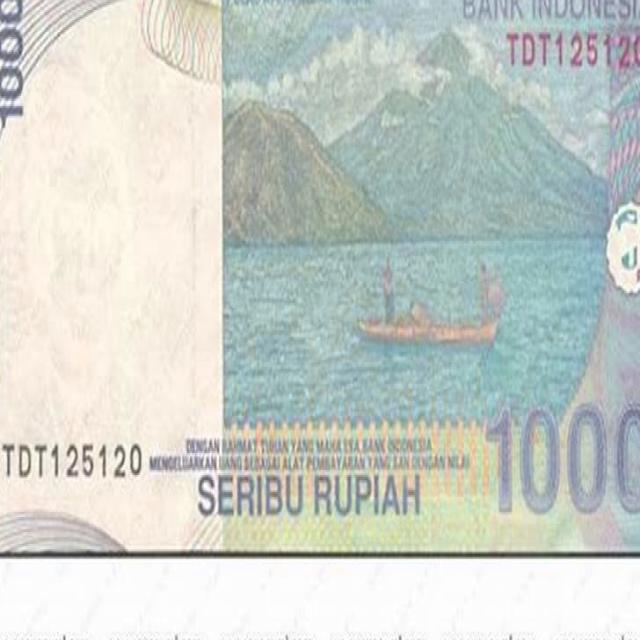 1000
BANK INDONESI
TDT125120
TDT125120
DENGAN RAHMAT TUHAN YANG MAHA ESA, BANK INDONESIA
MENGELUARKAN UANG SEBAGAI ALAT PEMBAYARAN YANG SAH DENGAN NILAI
SERIBU RUPIAH
1000